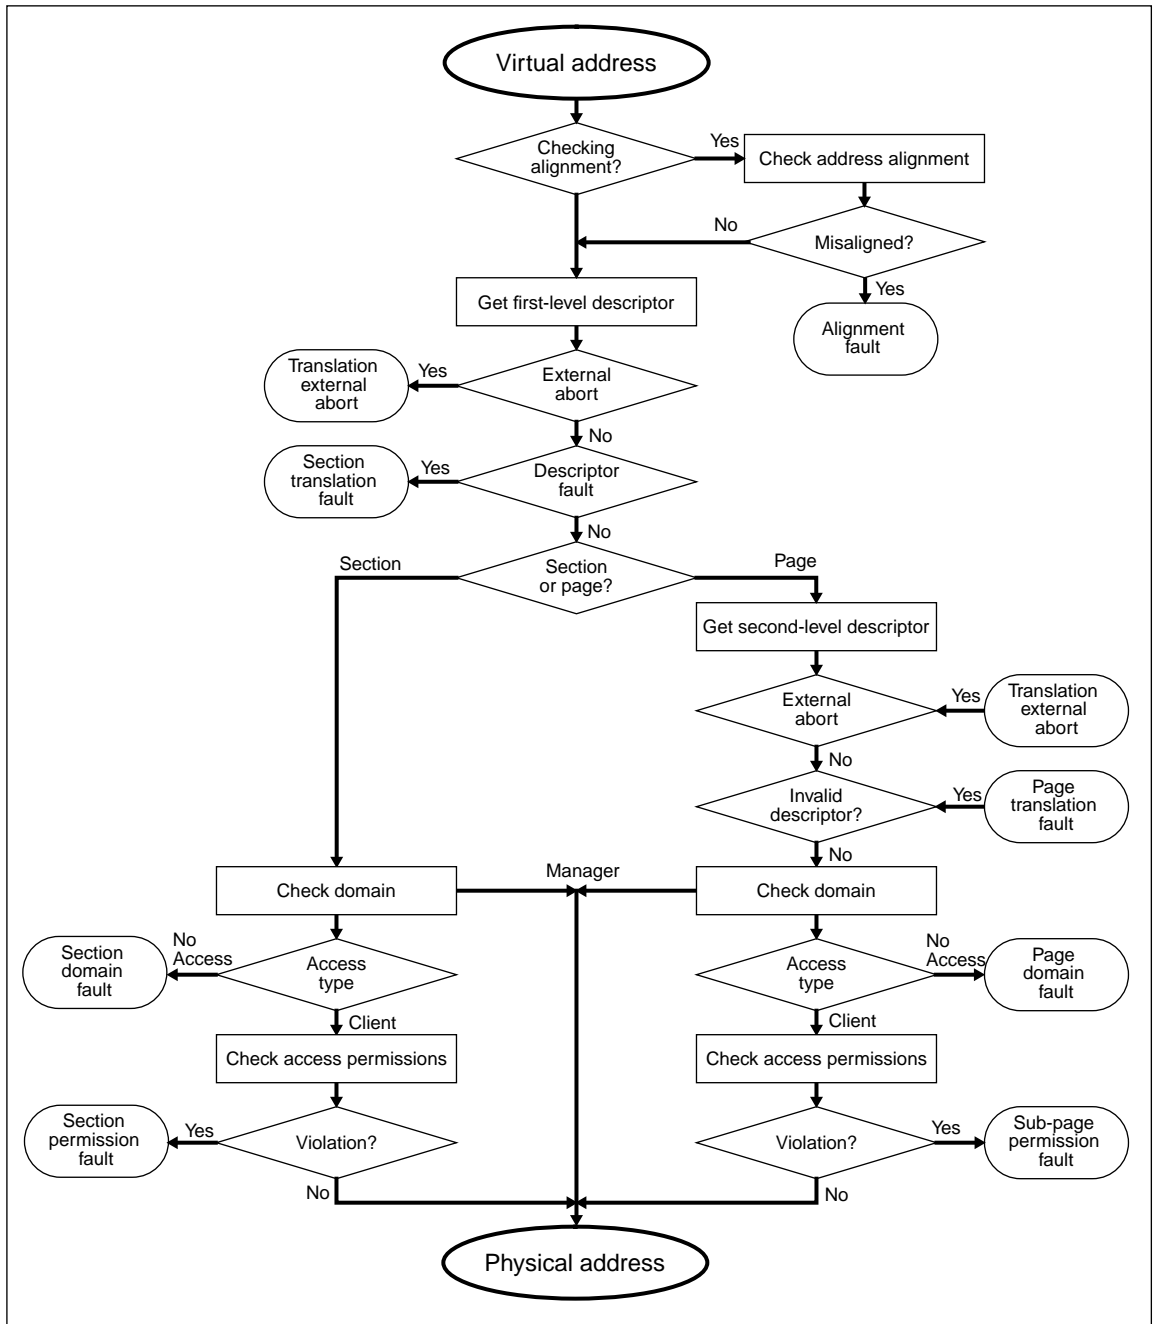 Virtual address
Checking
alignment?
Yes
Check address alignment
No
Misaligned?
Yes
Get first-level descriptor
Alignment
fault
Translation
external
abort
Yes
External
abort
No
Section
translation
fault
Yes
Descriptor
fault
No
Section
Section
or page?
Page
Get second-level descriptor
External
abort
Yes
Translation
external
abort
No
Invalid
descriptor?
Yes
Page
translation
fault
No
Check domain
Manager
Check domain
Section
domain
fault
No
Access
Access
type
Access
type
No
Access
Page
domain
fault
Client
Client
Check access permissions
Check access permissions
Section
permission
fault
Yes
Violation?
Violation?
Yes
Sub-page
permission
fault
No
No
Physical address